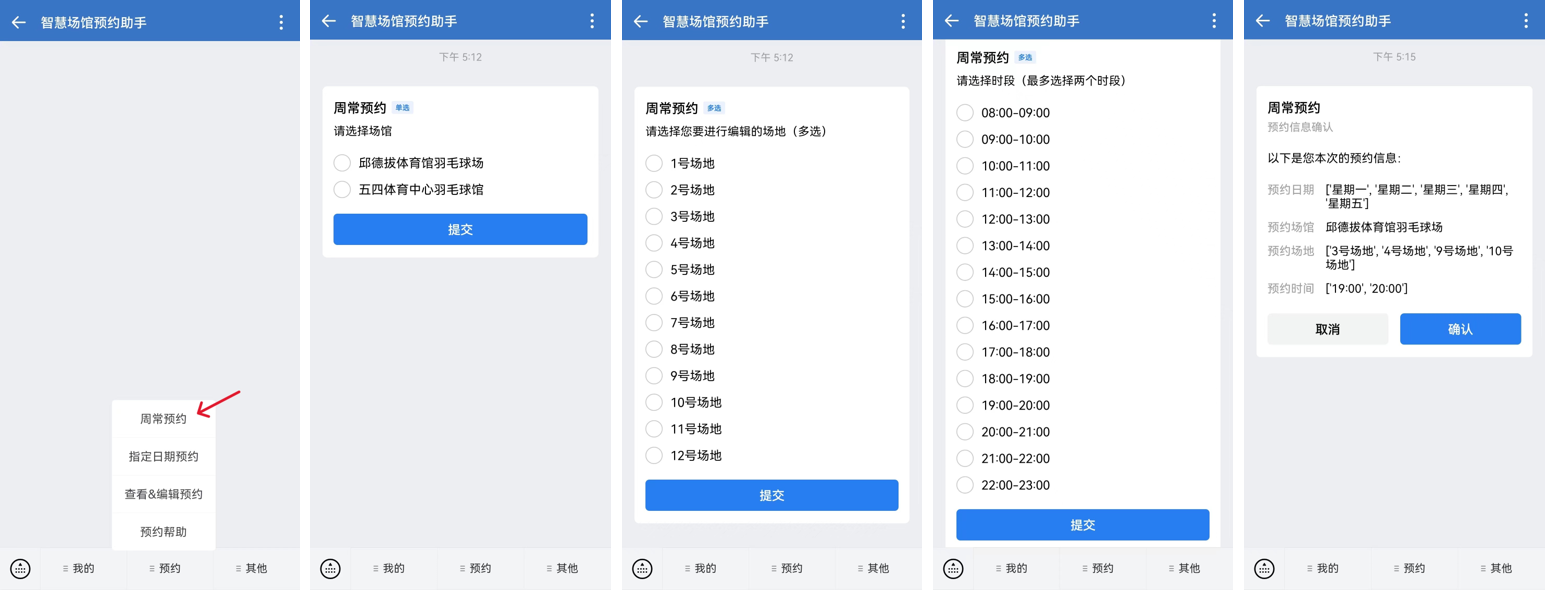 智慧场馆预约助手
周常预约
指定日期预约
查看&编辑预约
预约帮助
我的
预约
其他
智慧场馆预约助手
下午 5:12
周常预约 单选
请选择场馆
邱德拔体育馆羽毛球场
五四体育中心羽毛球馆
提交
我的
预约
其他
智慧场馆预约助手
下午 5:12
周常预约 多选
请选择您要进行编辑的场地（多选）
1号场地
2号场地
3号场地
4号场地
5号场地
6号场地
7号场地
8号场地
9号场地
10号场地
11号场地
12号场地
提交
我的
预约
其他
智慧场馆预约助手
周常预约 多选
请选择时段（最多选择两个时段）
08:00-09:00
09:00-10:00
10:00-11:00
11:00-12:00
12:00-13:00
13:00-14:00
14:00-15:00
15:00-16:00
16:00-17:00
17:00-18:00
18:00-19:00
19:00-20:00
20:00-21:00
21:00-22:00
22:00-23:00
提交
我的
预约
其他
智慧场馆预约助手
下午 5:15
周常预约
预约信息确认
以下是您本次的预约信息:
预约日期 ['星期一', '星期二', '星期三', '星期四',
'星期五']
预约场馆 邱德拔体育馆羽毛球场
预约场地 ['3号场地', '4号场地', '9号场地', '10号
场地']
预约时间 ['19:00', '20:00']
取消 确认
我的
预约
其他